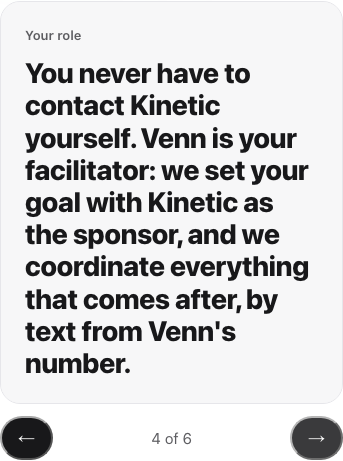 Your role
You never have to
contact Kinetic
yourself. Venn is your
facilitator: we set your
goal with Kinetic as
the sponsor, and we
coordinate everything
that comes after, by
text from Venn's
number.
←
4 of 6
→